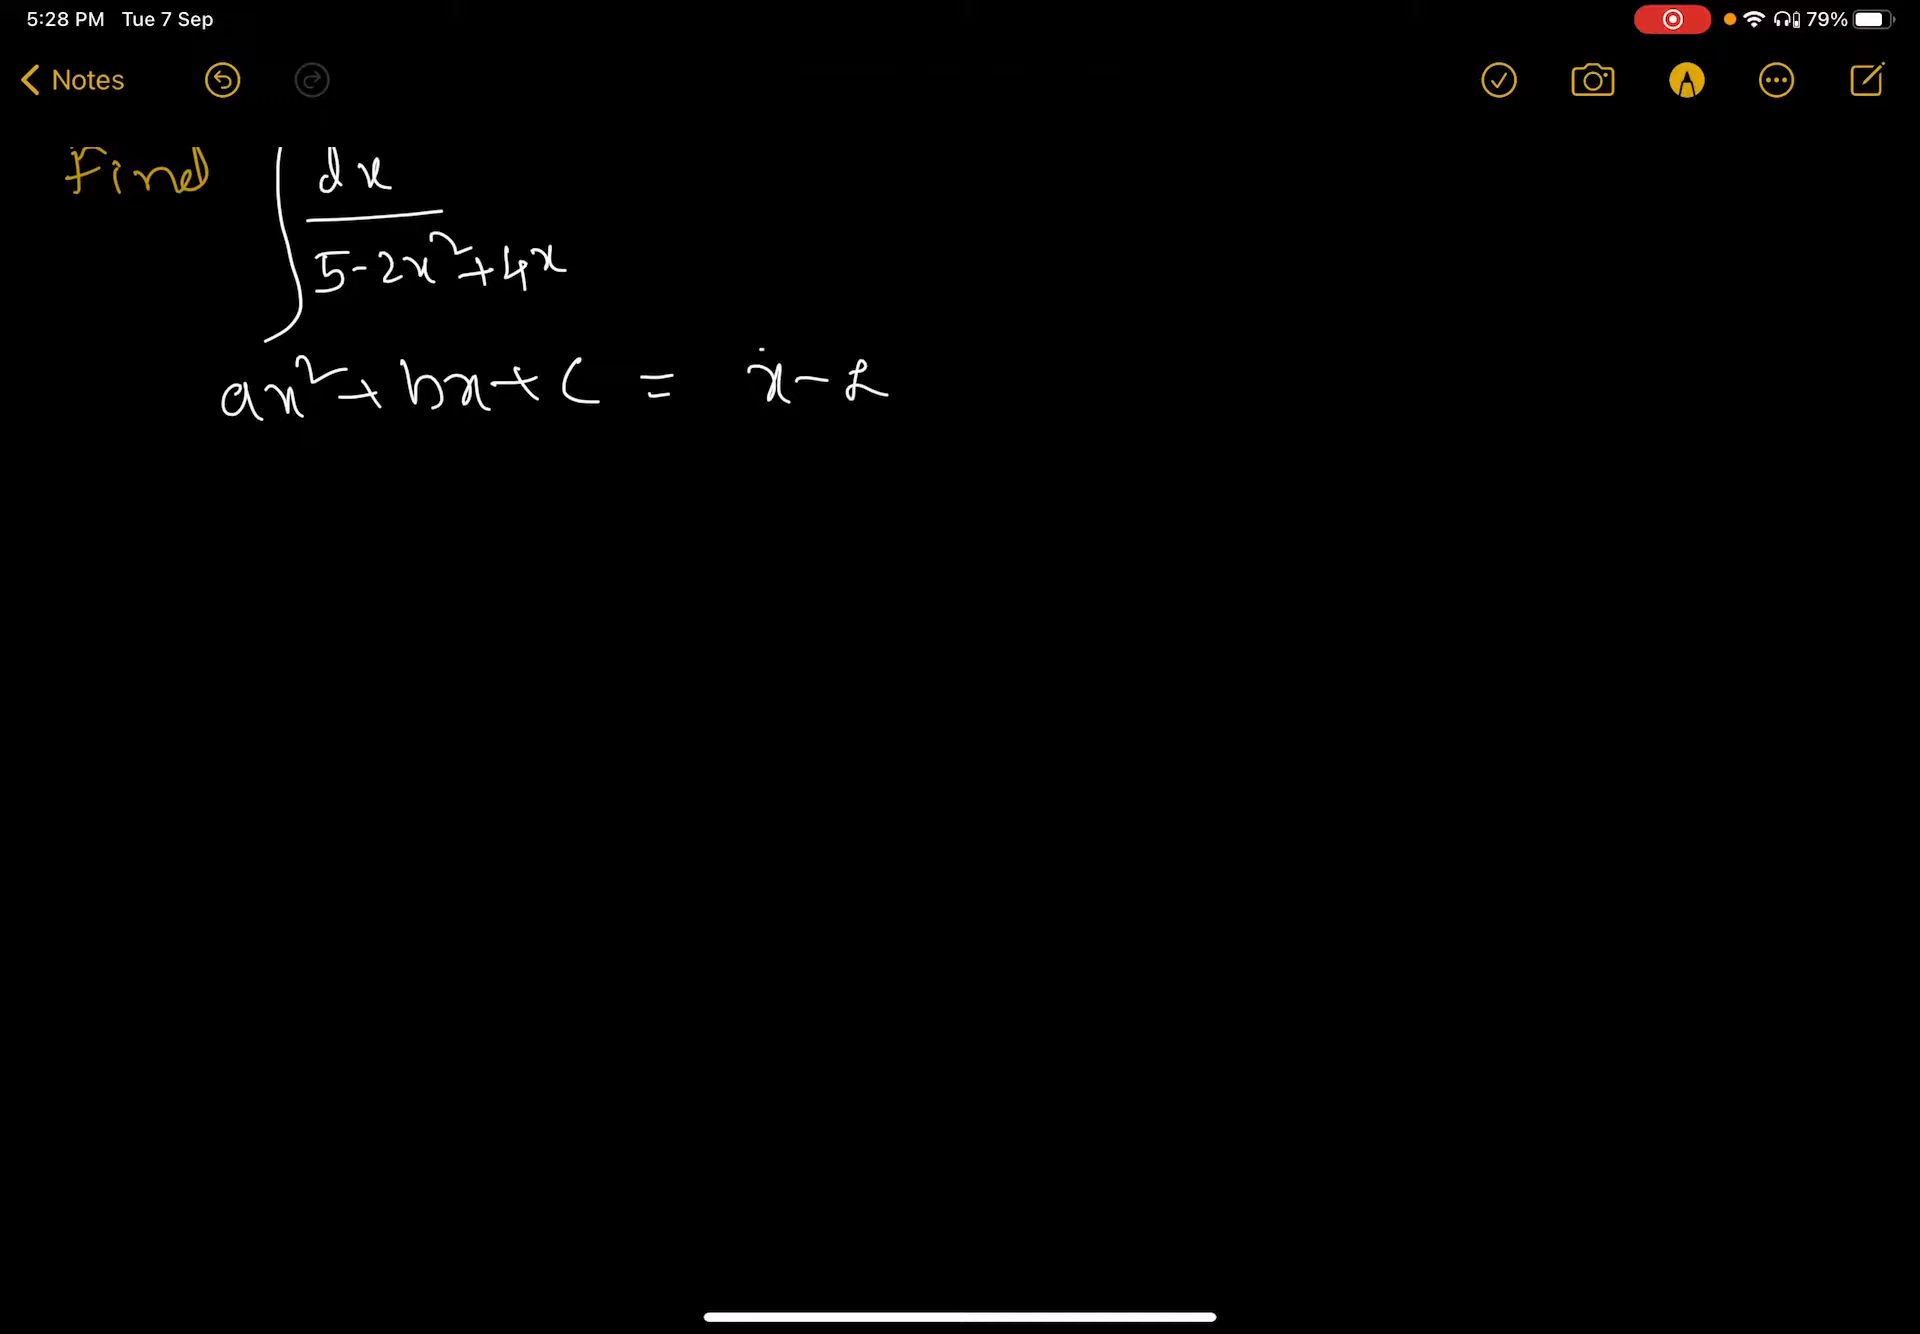 5:28 PM Tue 7 Sep
79%
Notes
Find ∫ dx
5-2x²+4x
ax²+bx+c = x-α